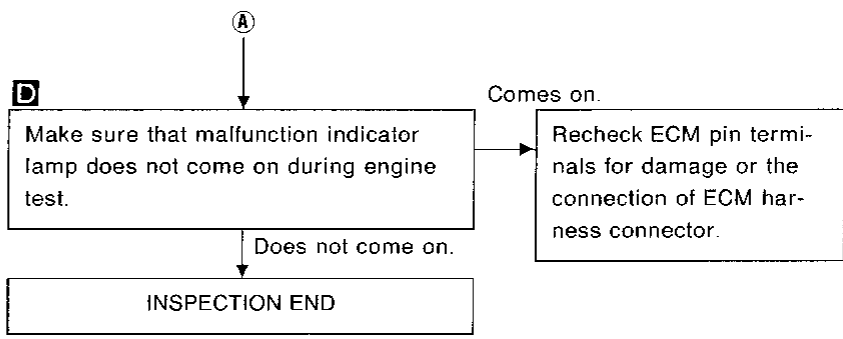 A
D
Comes on.
Make sure that malfunction indicator
lamp does not come on during engine
test.
Recheck ECM pin termi-
nals for damage or the
connection of ECM har-
ness connector.
Does not come on.
INSPECTION END